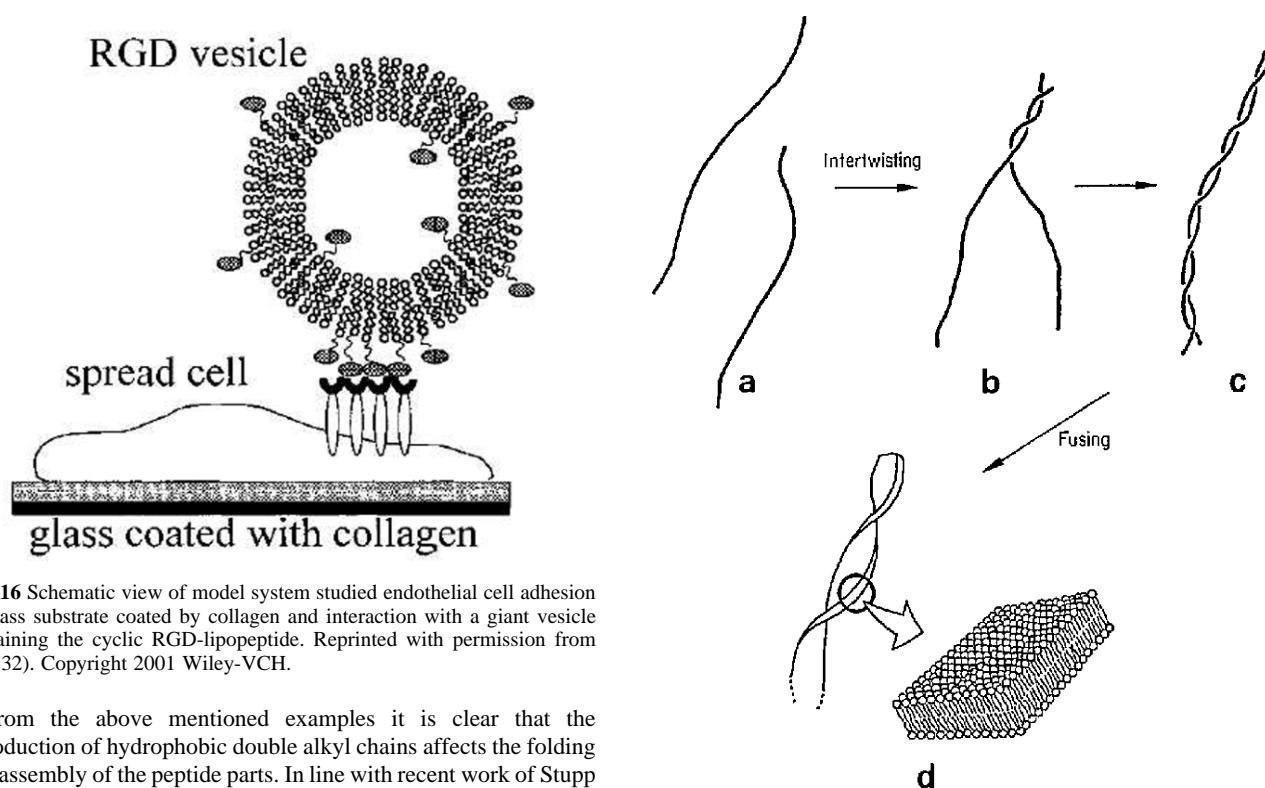 RGD vesicle
spread cell
glass coated with collagen
16 Schematic view of model system studied endothelial cell adhesion
ass substrate coated by collagen and interaction with a giant vesicle
aining the cyclic RGD-lipopeptide. Reprinted with permission from
32). Copyright 2001 Wiley-VCH.
rom the above mentioned examples it is clear that the
oduction of hydrophobic double alkyl chains affects the folding
assembly of the peptide parts. In line with recent work of Stupp
Intertwisting
a
b
c
Fusing
d